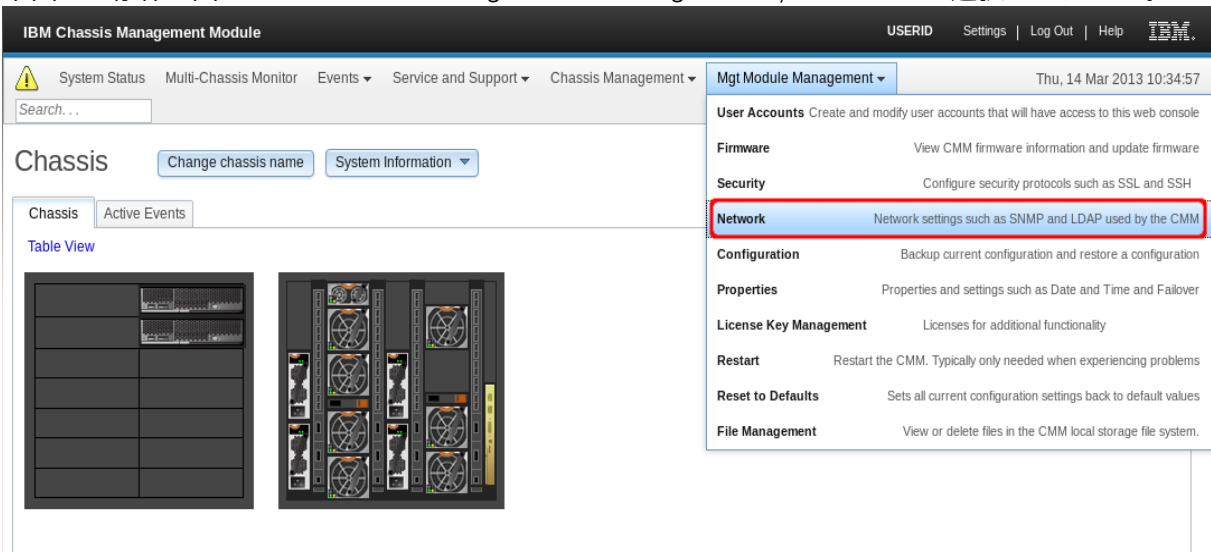 IBM Chassis Management Module USERID Settings | Log Out | Help IBM.
System Status Multi-Chassis Monitor Events Service and Support Chassis Management Mgt Module Management Thu, 14 Mar 2013 10:34:57
Search. . .
User Accounts Create and modify user accounts that will have access to this web console
Firmware View CMM firmware information and update firmware
Security Configure security protocols such as SSL and SSH
Network Network settings such as SNMP and LDAP used by the CMM
Configuration Backup current configuration and restore a configuration
Properties Properties and settings such as Date and Time and Failover
License Key Management Licenses for additional functionality
Restart Restart the CMM. Typically only needed when experiencing problems
Reset to Defaults Sets all current configuration settings back to default values
File Management View or delete files in the CMM local storage file system.
Chassis Change chassis name System Information
Chassis Active Events
Table View